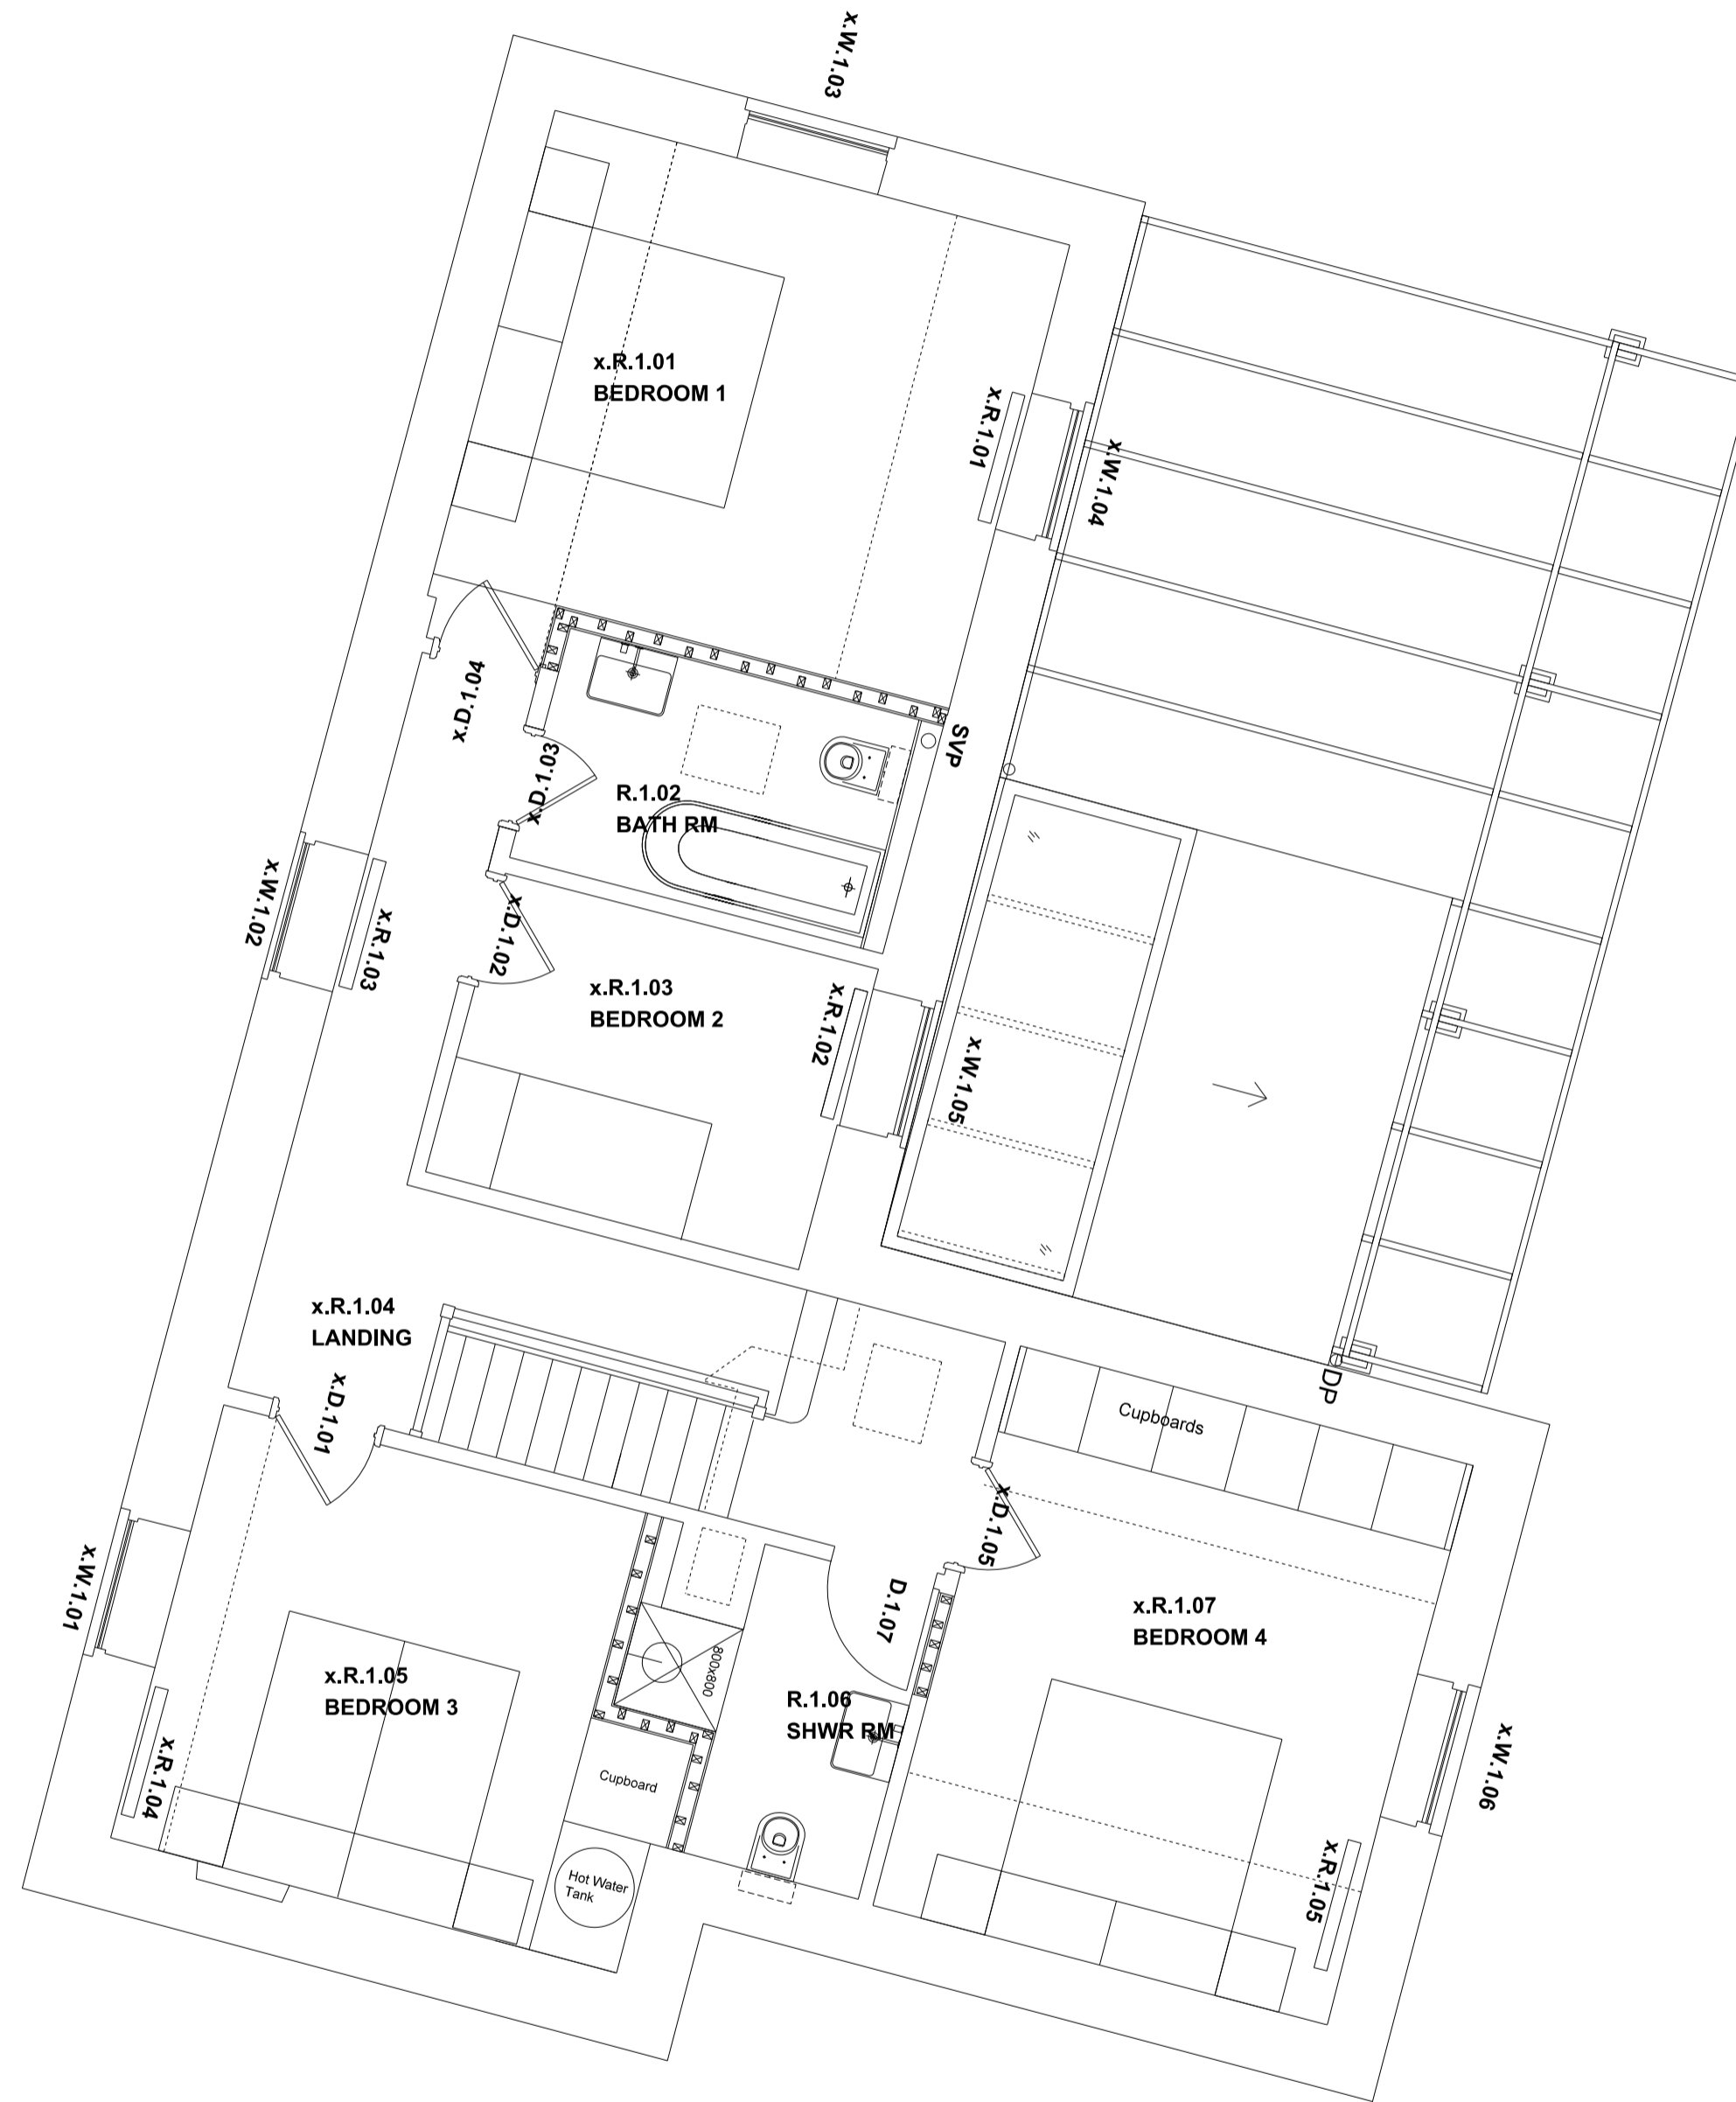 x.W.1.03
x.R.1.01
BEDROOM 1
x.R.1.01
x.W.1.04
x.D.1.04
x.D.1.03
SVP
R.1.02
BATH RM
x.W.1.02
x.R.1.03
x.D.1.02
x.R.1.03
BEDROOM 2
x.R.1.02
x.W.1.05
x.R.1.04
LANDING
x.D.1.01
DP
Cupboards
x.D.1.05
x.W.1.01
D.1.07
x.R.1.07
BEDROOM 4
x.R.1.05
BEDROOM 3
800x800
R.1.06
SHWR RM
x.R.1.04
Cupboard
x.W.1.06
Hot Water
Tank
x.R.1.05